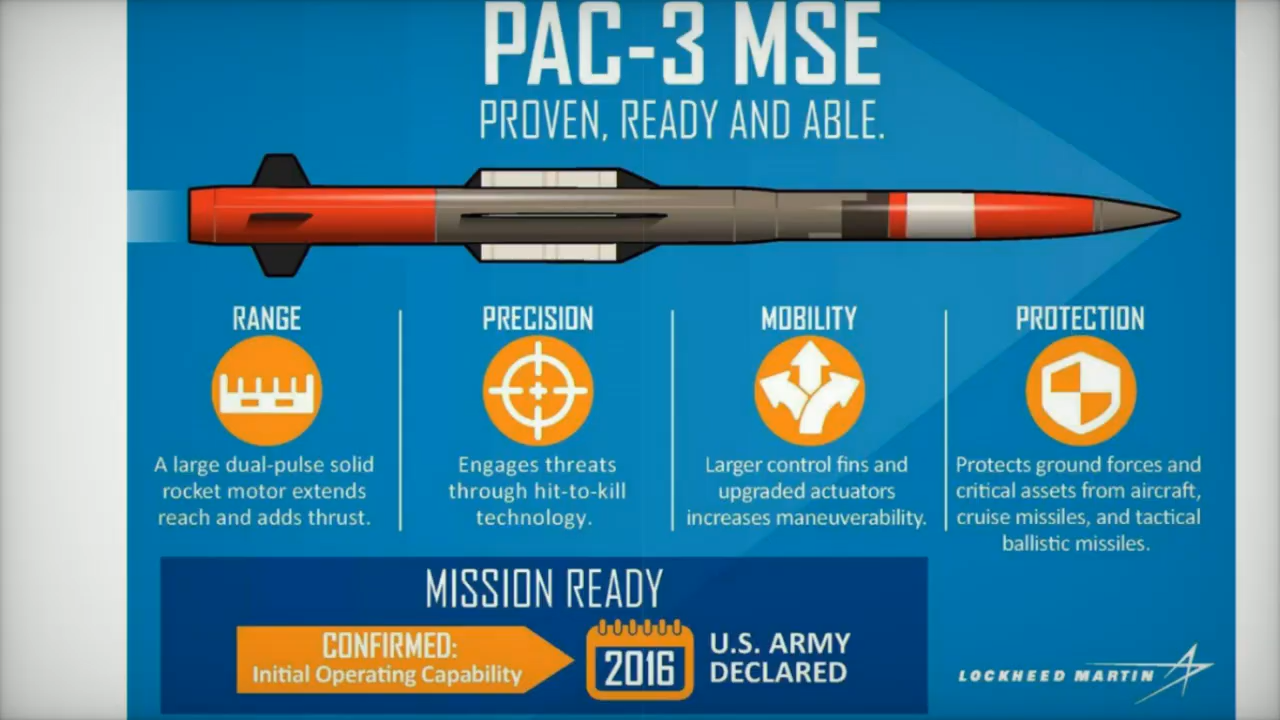 PAC-3 MSE
PROVEN, READY AND ABLE.
RANGE
A large dual-pulse solid
rocket motor extends
reach and adds thrust.
PRECISION
Engages threats
through hit-to-kill
technology.
MOBILITY
Larger control fins and
upgraded actuators
increases maneuverability.
PROTECTION
Protects ground forces and
critical assets from aircraft,
cruise missiles, and tactical
ballistic missiles.
MISSION READY
CONFIRMED:
Initial Operating Capability
2016
U.S. ARMY
DECLARED
LOCKHEED MARTIN